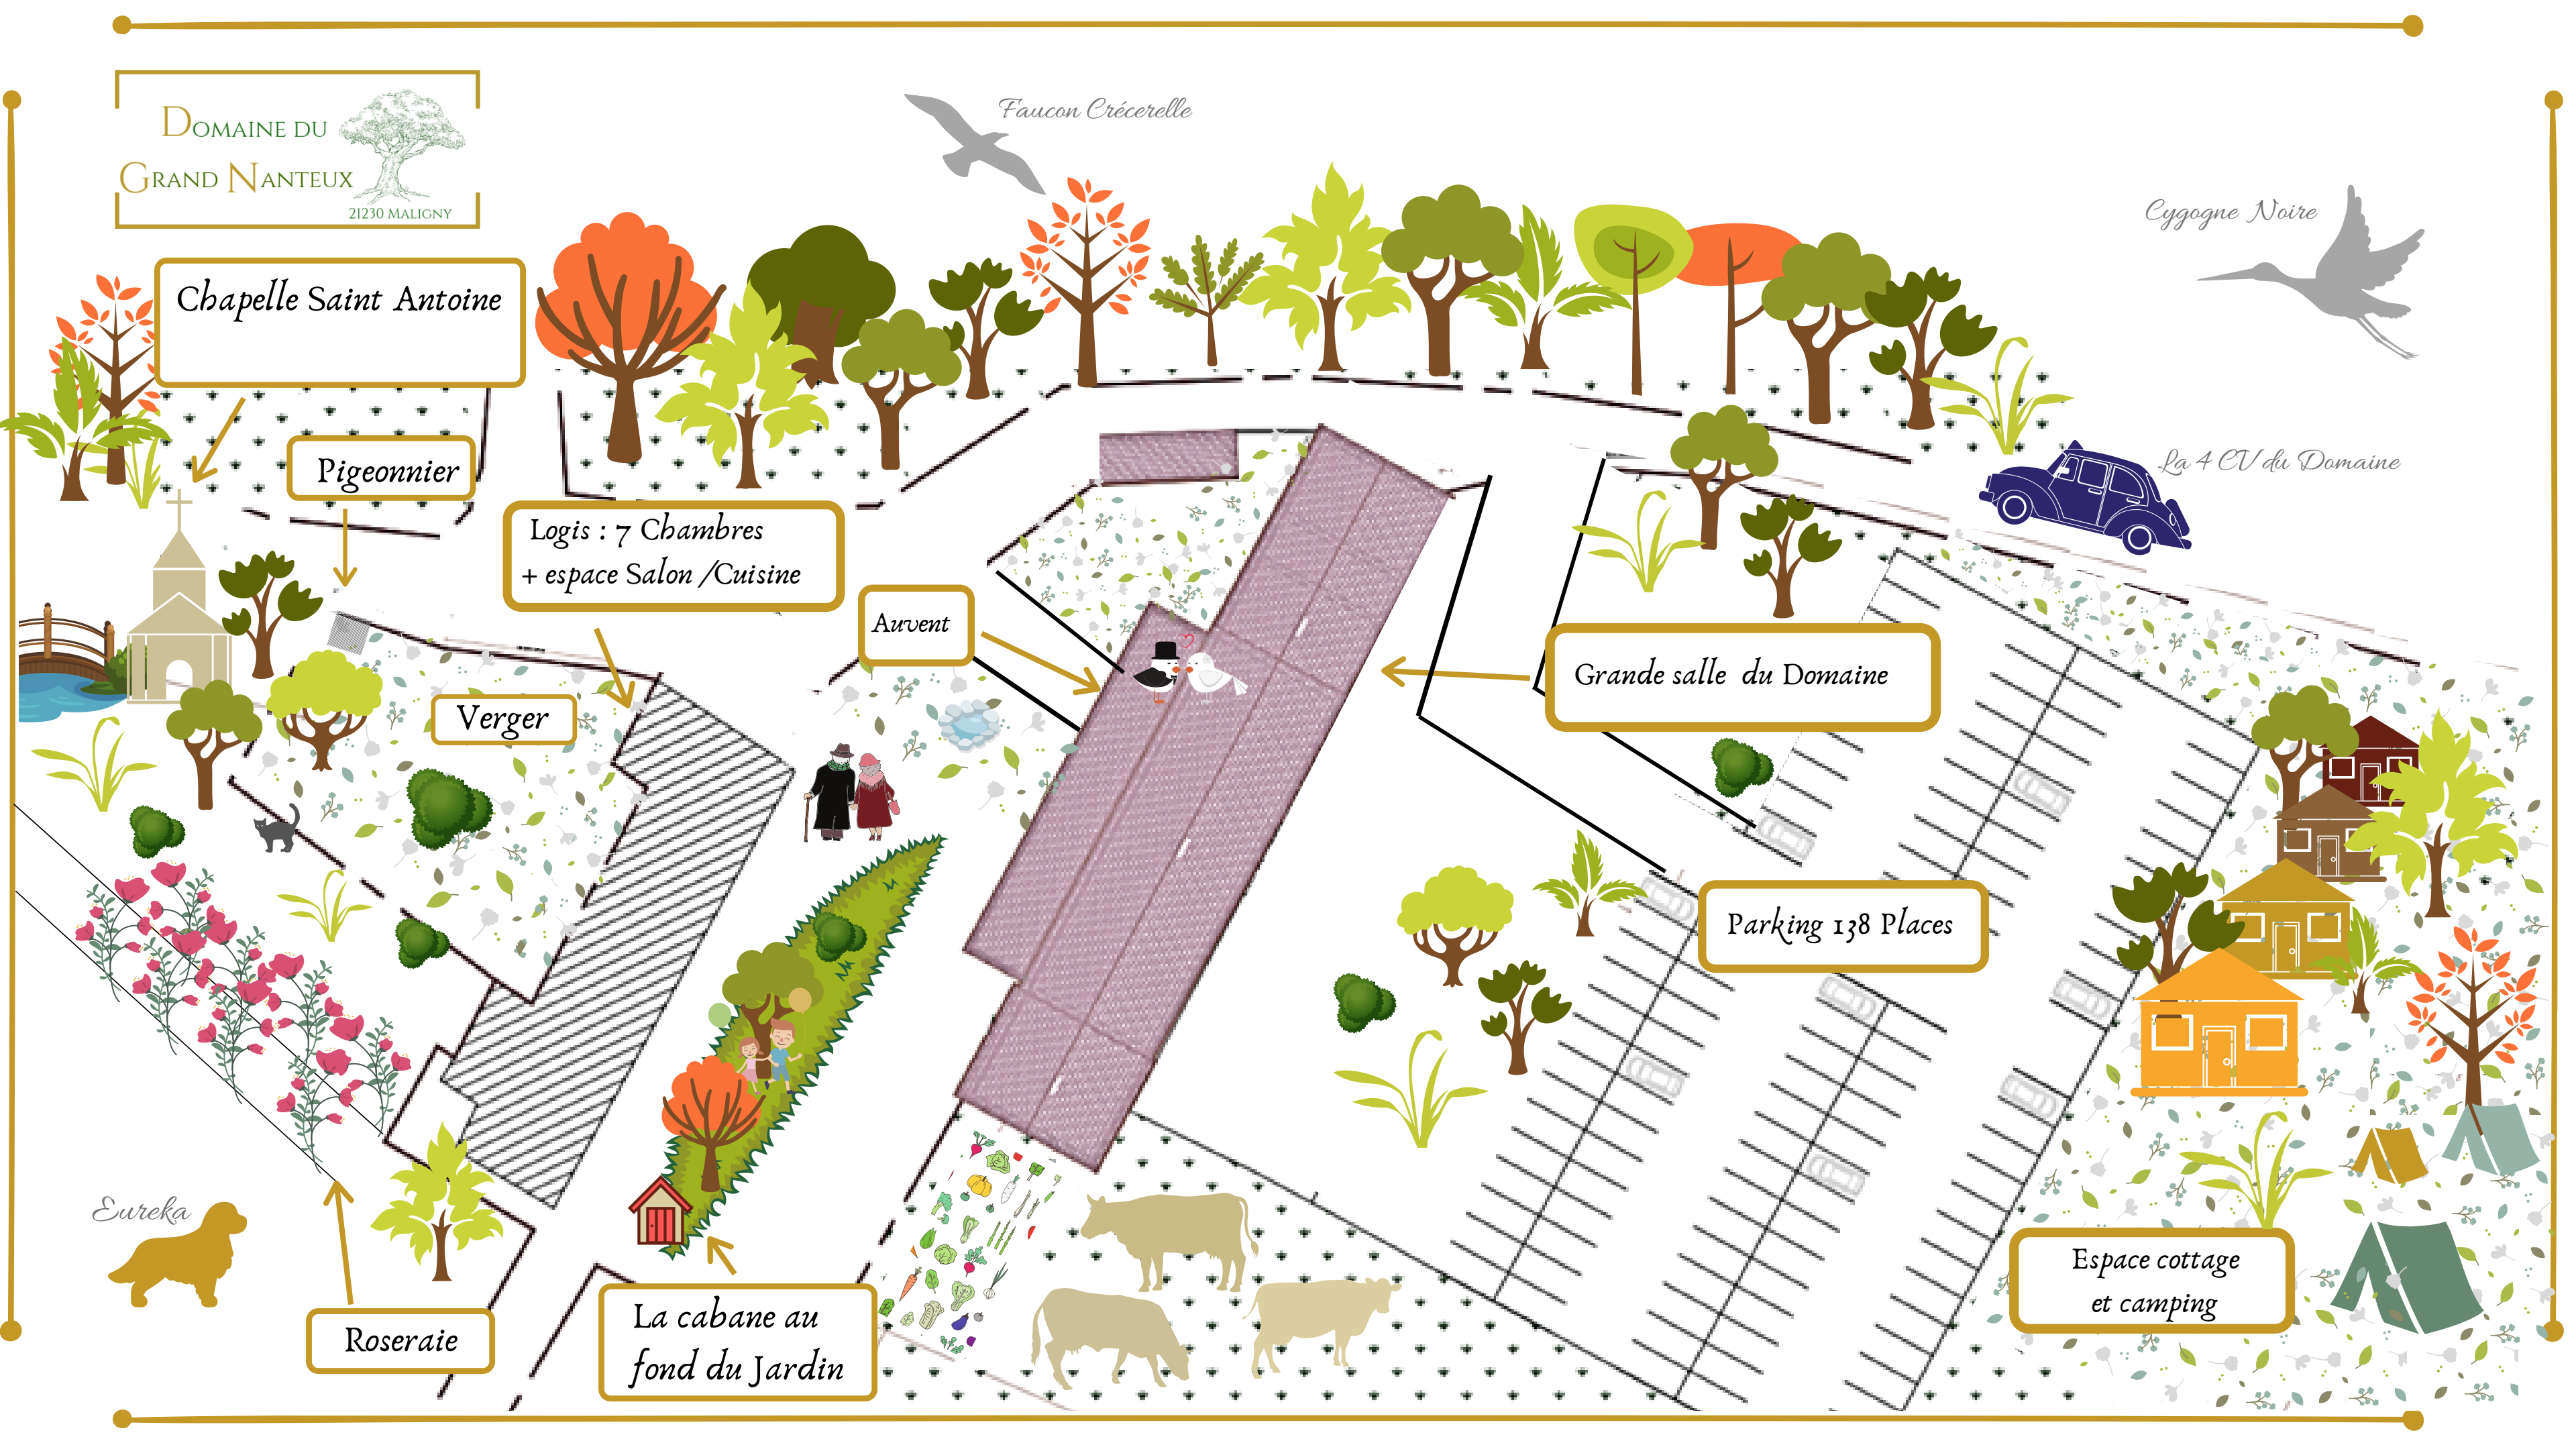 Domaine du
Grand Nanteux
21230 Maligny
Faucon Crécerelle
Cygogne Noire
Chapelle Saint Antoine
Pigeonnier
La 4 CV du Domaine
Logis : 7 Chambres
+ espace Salon /Cuisine
Auvent
Grande salle du Domaine
Verger
Parking 138 Places
Eureka
Roseraie
La cabane au
fond du Jardin
Espace cottage
et camping